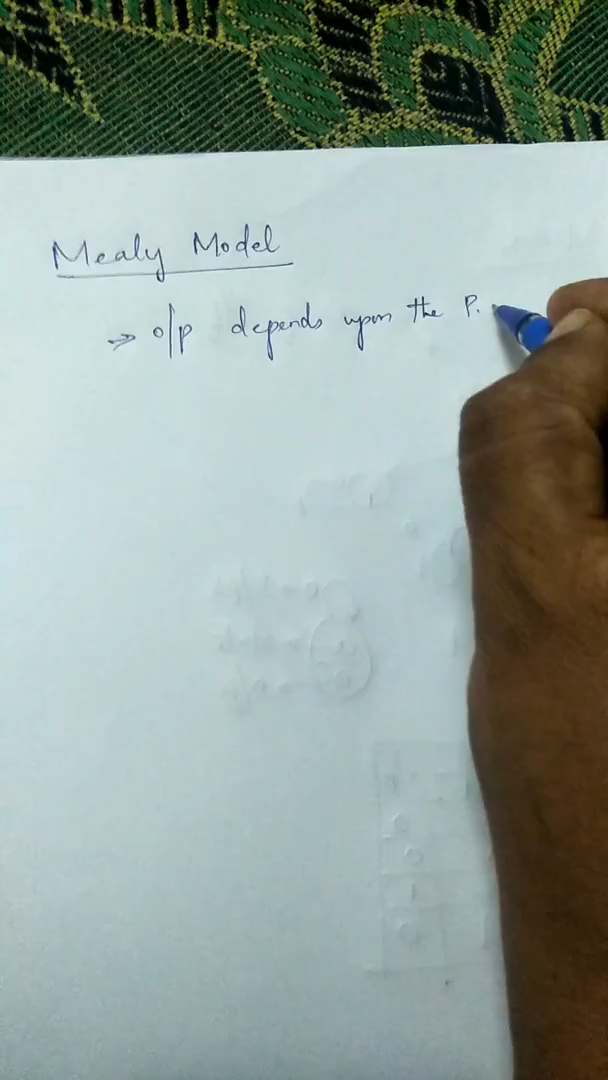 Mealy Model
⇒ o/p depends upon the P.